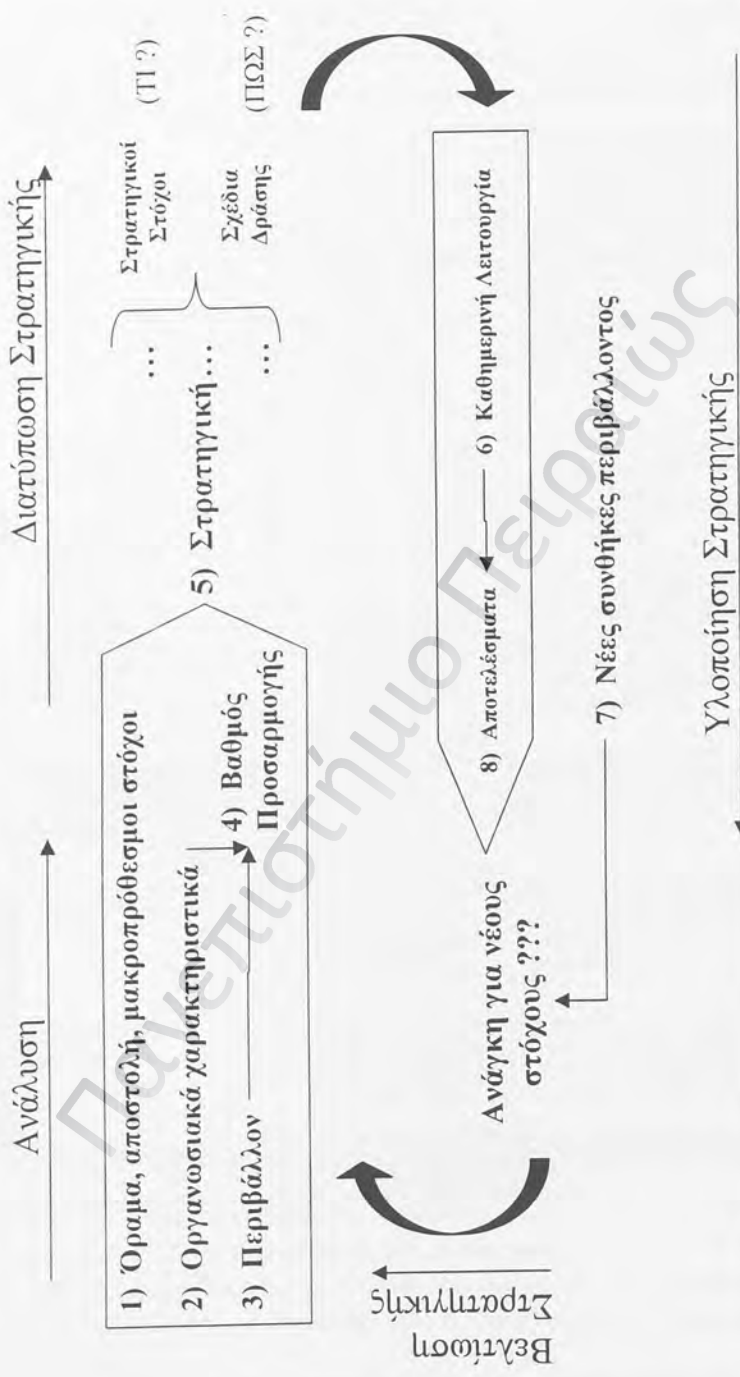 Ανάλυση
Διατύπωση Στρατηγικής
1) Όραμα, αποστολή, μακροπρόθεσμοι στόχοι
2) Οργανωσιακά χαρακτηριστικά
3) Περιβάλλον
4) Βαθμός
Προσαρμογής
5) Στρατηγική...
...
...
Στρατηγικοί
Στόχοι
(ΤΙ ?)
Σχέδια
Δράσης
(ΠΩΣ ?)
6) Καθημερινή Λειτουργία
8) Αποτελέσματα
7) Νέες συνθήκες περιβάλλοντος
Ανάγκη για νέους
στόχους ???
Βελτίωση
Στρατηγικής
Υλοποίηση Στρατηγικής
Πανεπιστήμιο Πειραιώς